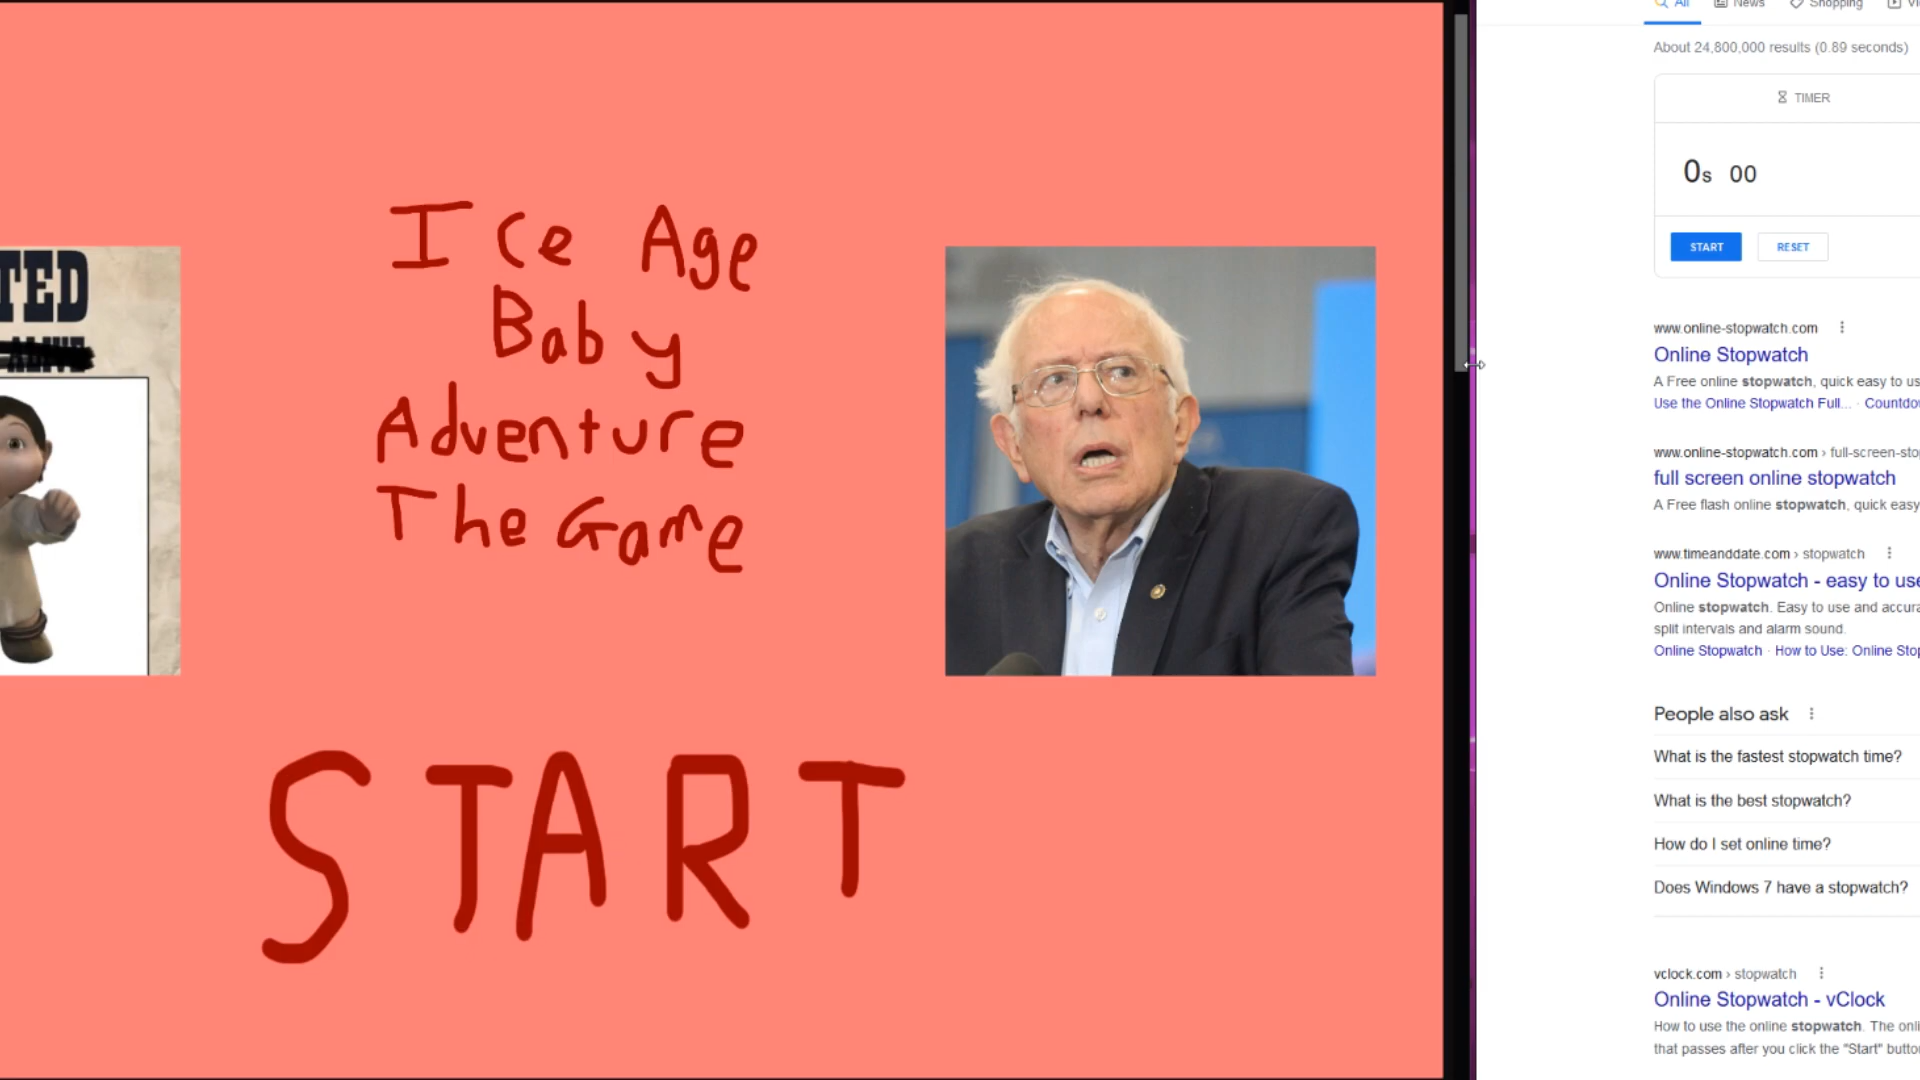 TED
ALIVE
Ice Age
Baby
Adventure
The Game
START
All News Shopping
About 24,800,000 results (0.89 seconds)
TIMER
0s 00
START RESET
www.online-stopwatch.com
Online Stopwatch
A Free online stopwatch, quick easy to us
Use the Online Stopwatch Full... · Countdo
www.online-stopwatch.com › full-screen-sto
full screen online stopwatch
A Free flash online stopwatch, quick easy
www.timeanddate.com › stopwatch
Online Stopwatch - easy to use
Online stopwatch. Easy to use and accura
split intervals and alarm sound.
Online Stopwatch · How to Use: Online Stop
People also ask
What is the fastest stopwatch time?
What is the best stopwatch?
How do I set online time?
Does Windows 7 have a stopwatch?
vclock.com › stopwatch
Online Stopwatch - vClock
How to use the online stopwatch. The onli
that passes after you click the "Start" butto